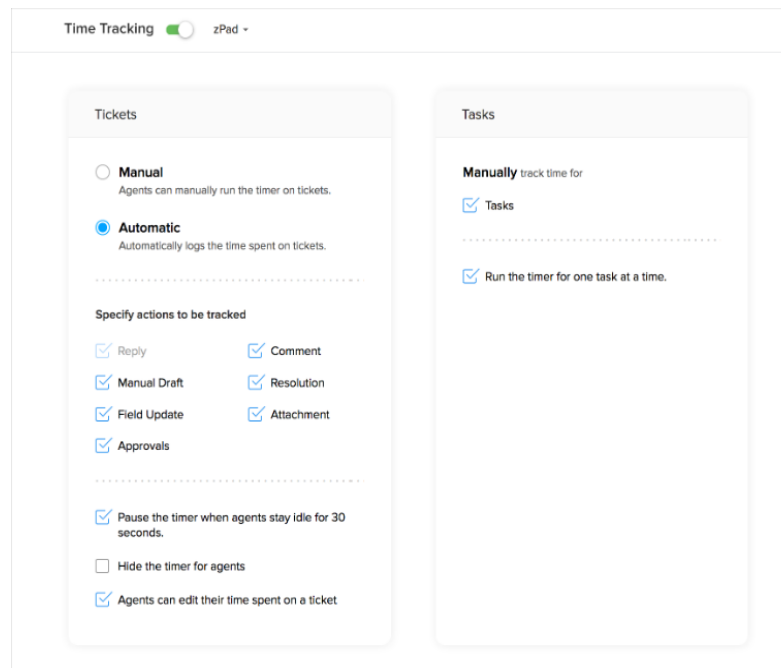 Time Tracking zPad
Tickets
Manual
Agents can manually run the timer on tickets.
Automatic
Automatically logs the time spent on tickets.
Specify actions to be tracked
Reply Comment
Manual Draft Resolution
Field Update Attachment
Approvals
Pause the timer when agents stay idle for 30
seconds.
Hide the timer for agents
Agents can edit their time spent on a ticket
Tasks
Manually track time for
Tasks
Run the timer for one task at a time.